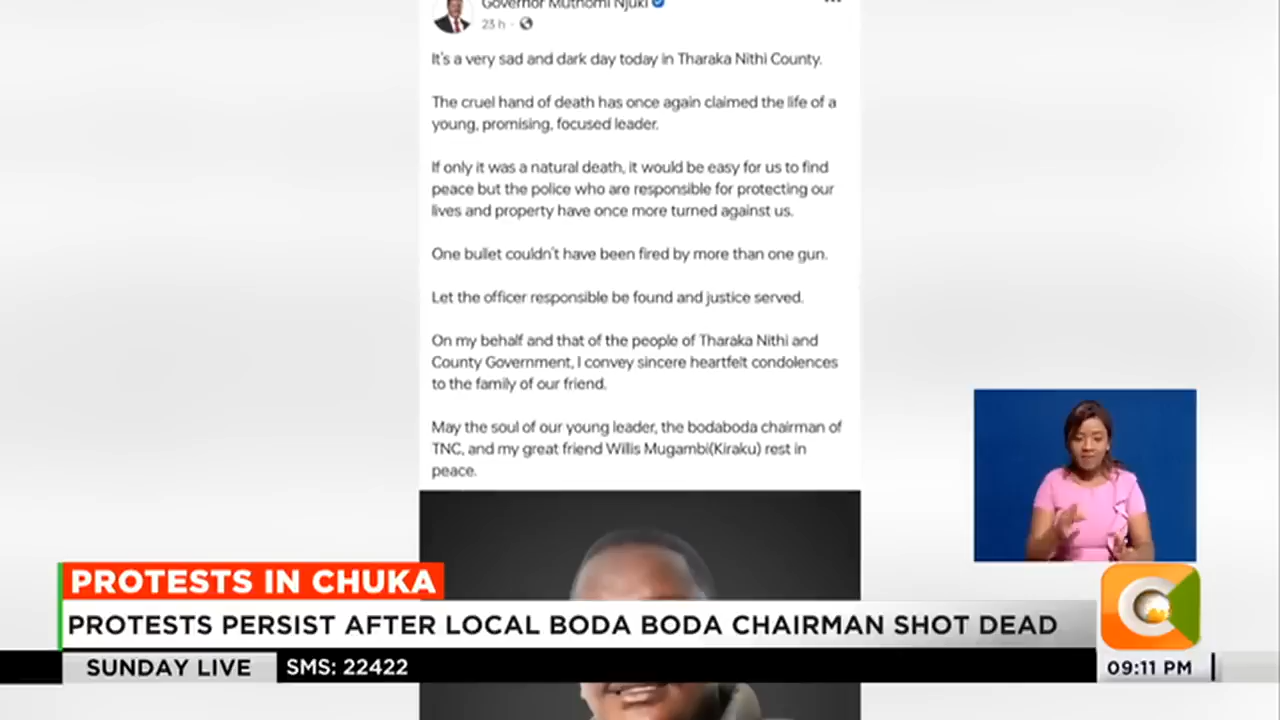 Governor Muthomi Njuki
23 h
It's a very sad and dark day today in Tharaka Nithi County.
The cruel hand of death has once again claimed the life of a
young, promising, focused leader.
If only it was a natural death, it would be easy for us to find
peace but the police who are responsible for protecting our
lives and property have once more turned against us.
One bullet couldn't have been fired by more than one gun.
Let the officer responsible be found and justice served.
On my behalf and that of the people of Tharaka Nithi and
County Government, I convey sincere heartfelt condolences
to the family of our friend.
May the soul of our young leader, the bodaboda chairman of
TNC, and my great friend Willis Mugambi(Kiraku) rest in
peace.
PROTESTS IN CHUKA
PROTESTS PERSIST AFTER LOCAL BODA BODA CHAIRMAN SHOT DEAD
SUNDAY LIVE SMS: 22422
09:11 PM